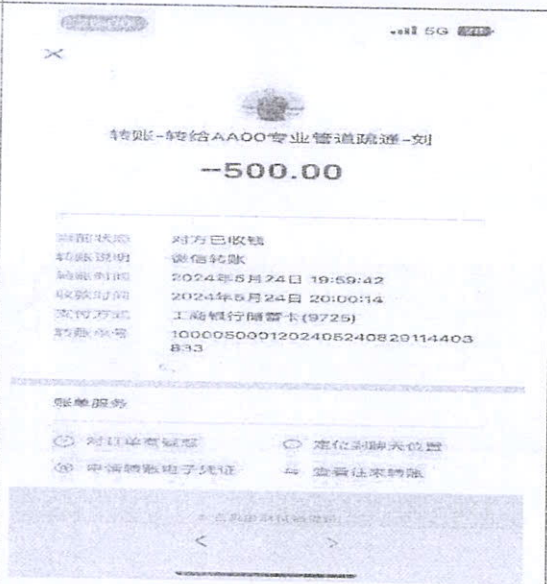 5G
转账-转给AA00专业管道疏通-刘
-500.00
当前状态 对方已收钱
转账说明 微信转账
转账时间 2024年5月24日 19:59:42
收款时间 2024年5月24日 20:00:14
支付方式 工商银行储蓄卡(9725)
转账单号 1000050001202405240829114403
833
账单服务
对订单有疑惑 定位到聊天位置
申请转账电子凭证 查看往来转账